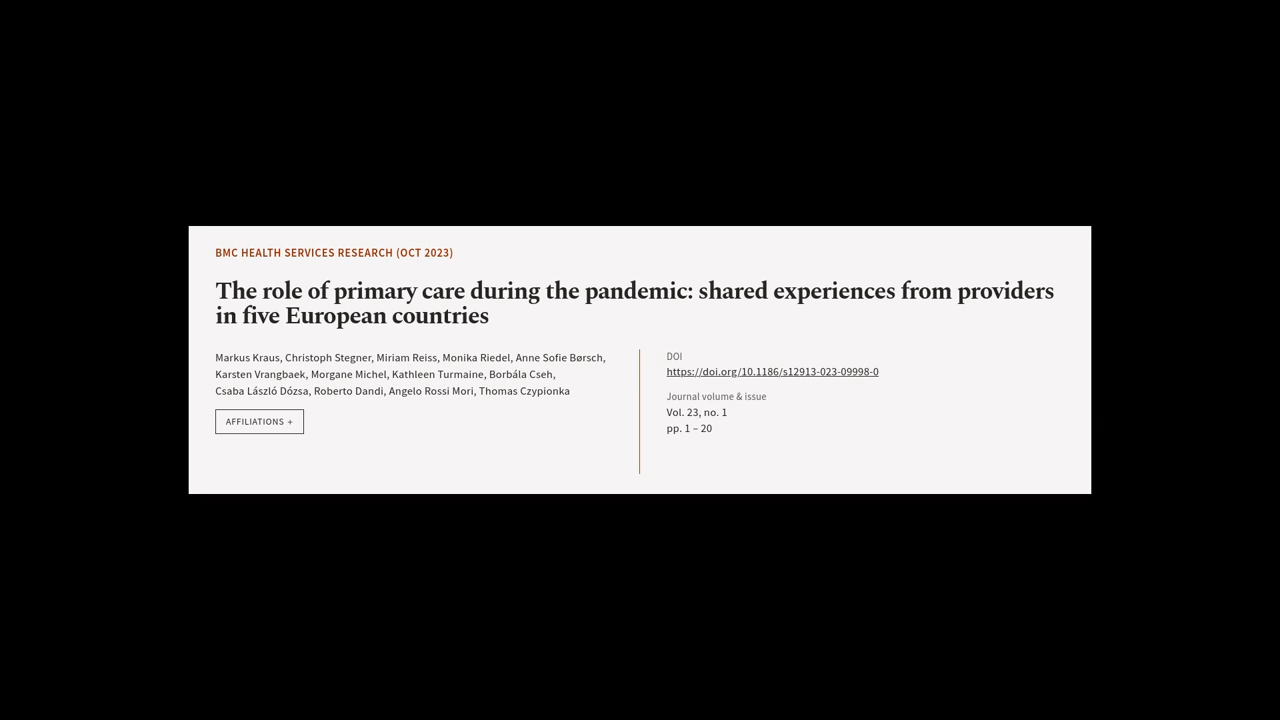 BMC HEALTH SERVICES RESEARCH (OCT 2023)
The role of primary care during the pandemic: shared experiences from providers
in five European countries
Markus Kraus, Christoph Stegner, Miriam Reiss, Monika Riedel, Anne Sofie Børsch,
Karsten Vrangbaek, Morgane Michel, Kathleen Turmaine, Borbála Cseh,
Csaba László Dózsa, Roberto Dandi, Angelo Rossi Mori, Thomas Czypionka
AFFILIATIONS +
DOI
https://doi.org/10.1186/s12913-023-09998-0
Journal volume & issue
Vol. 23, no. 1
pp. 1 – 20